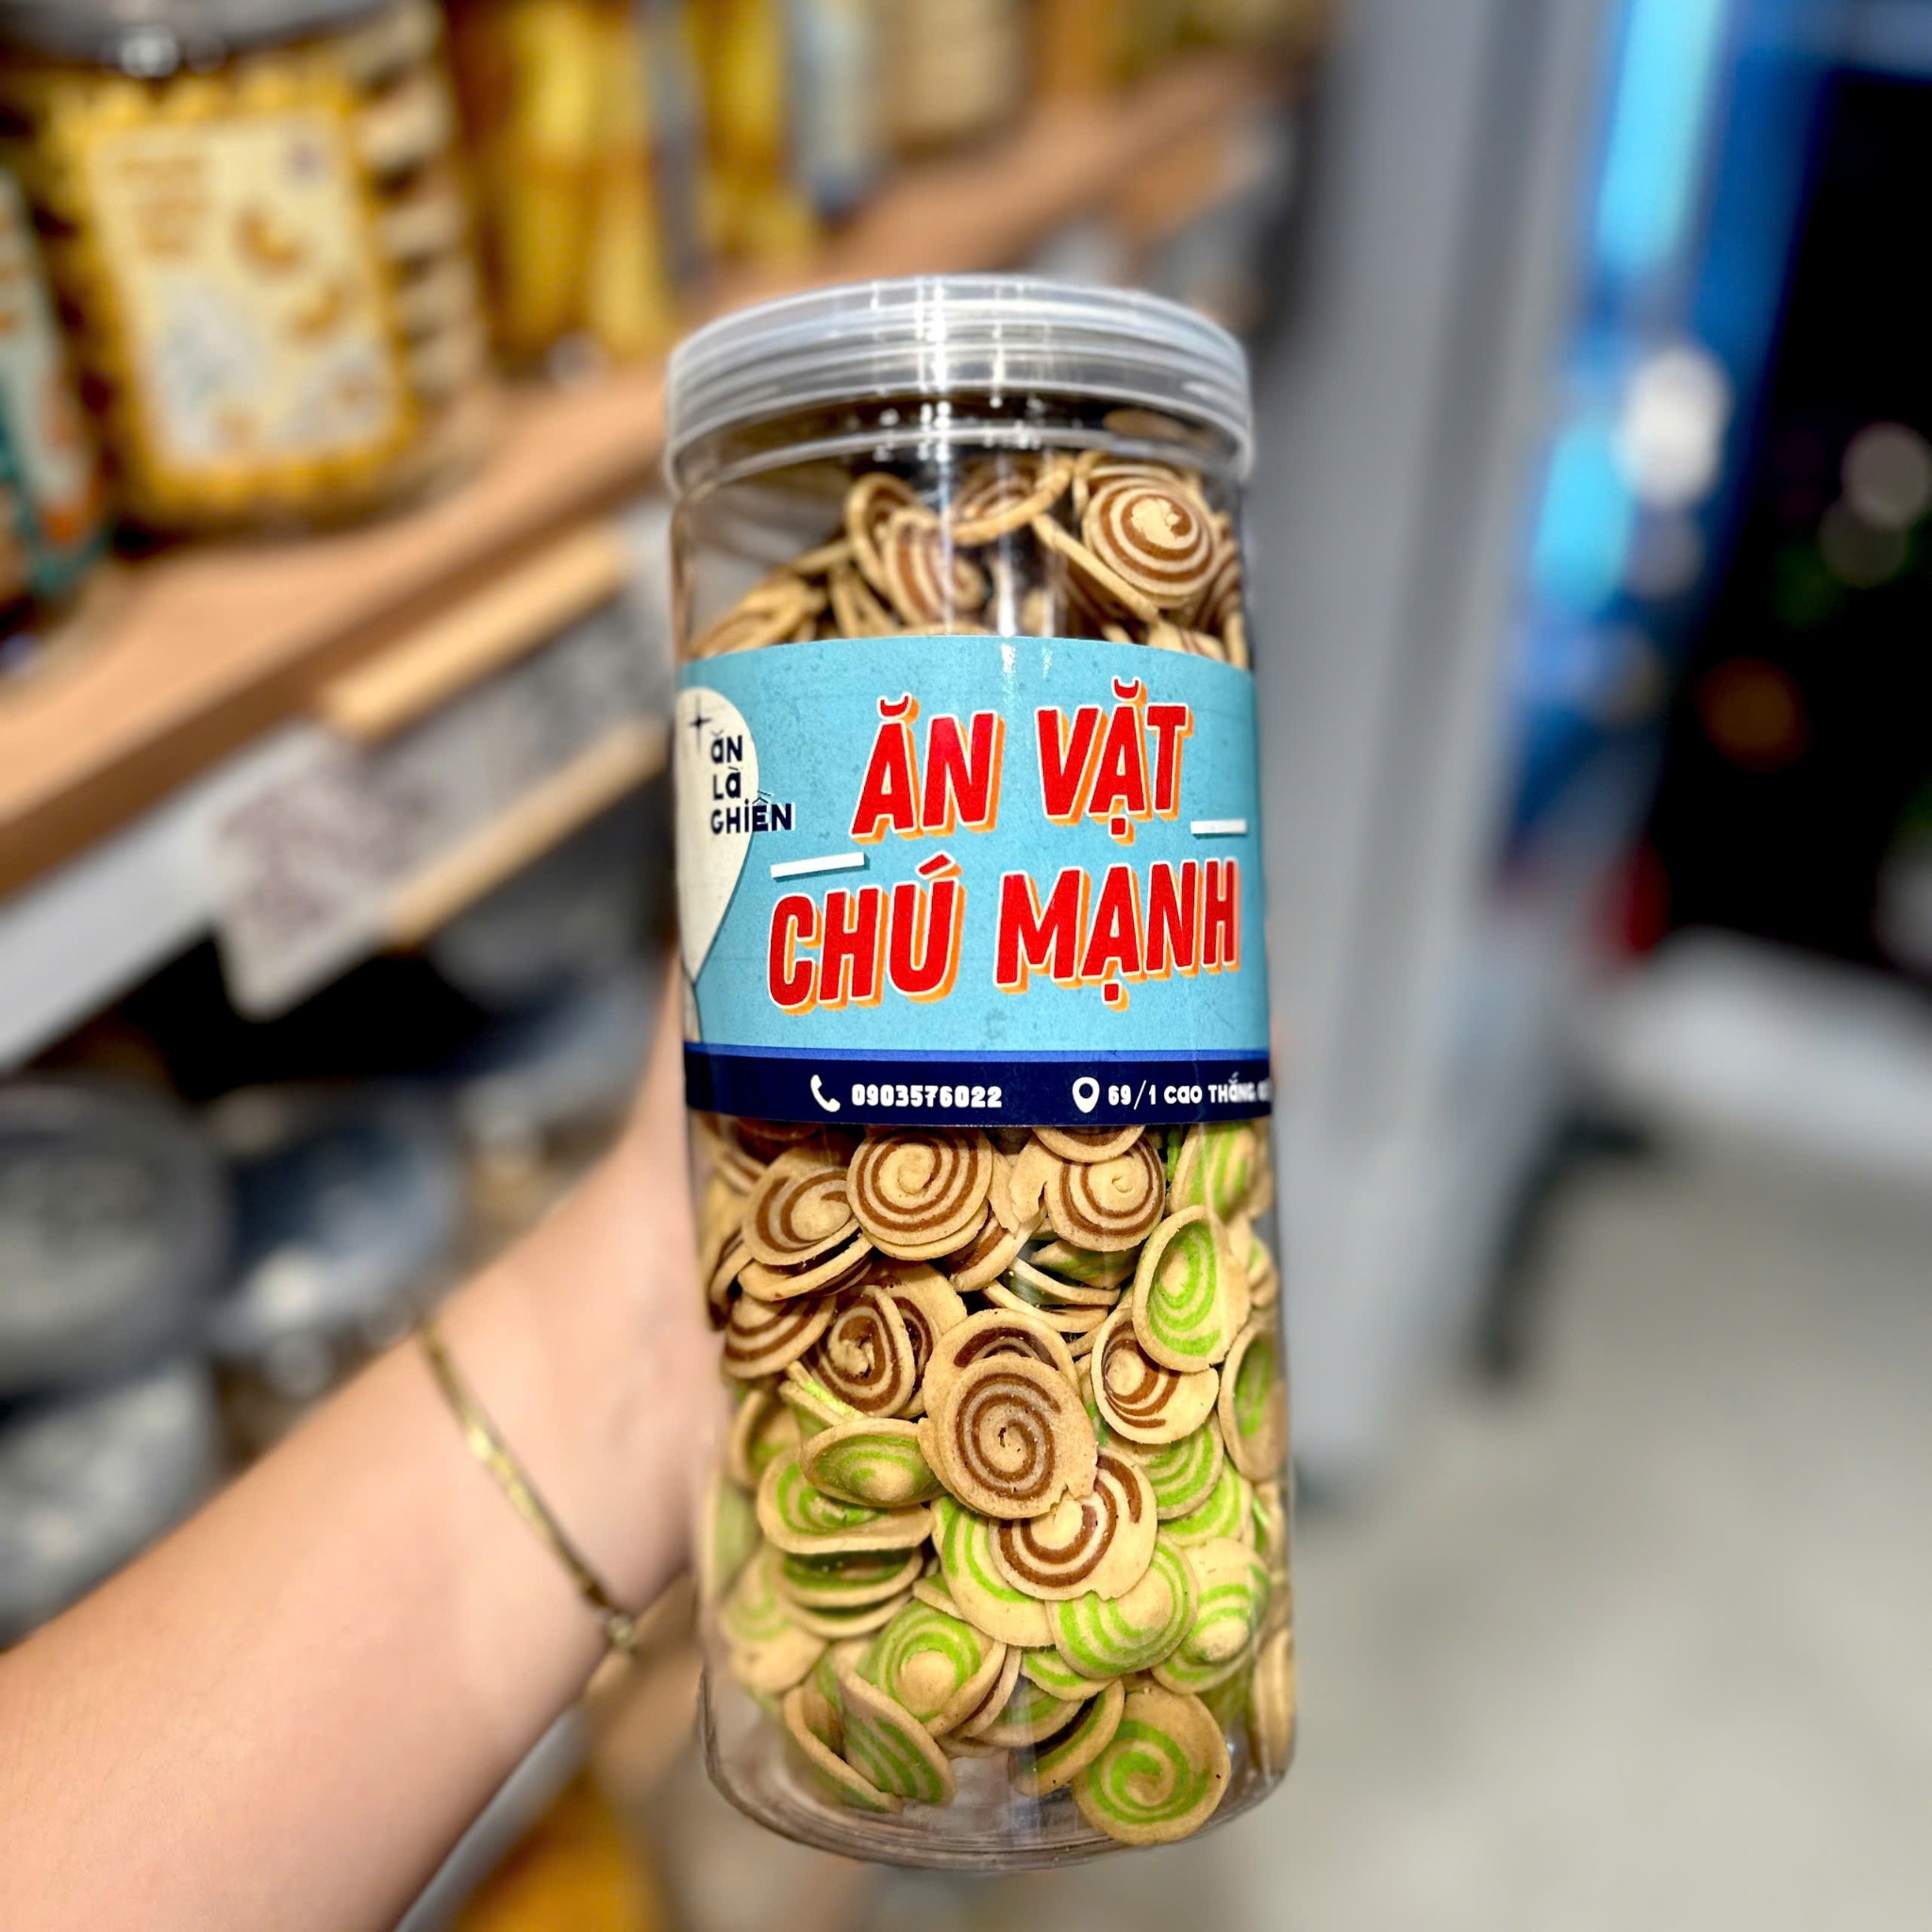 ăN
Là
GHIỀN
ĂN VẶT
CHÚ MẠNH
0903576022
69/1 CAO THẮNG,